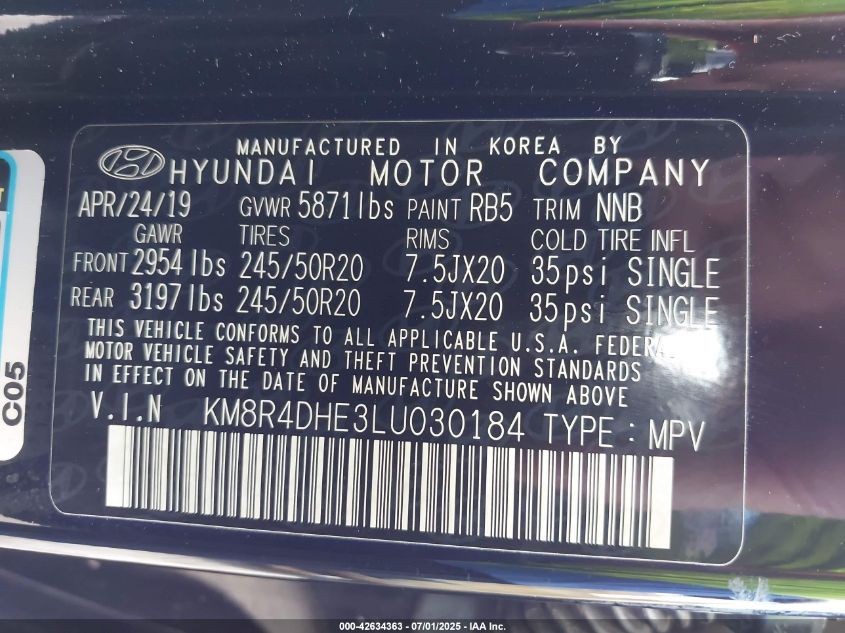 MANUFACTURED IN KOREA BY
HYUNDAI MOTOR COMPANY
APR/24/19 GVWR 5871lbs PAINT RB5 TRIM NNB
GAWR TIRES RIMS COLD TIRE INFL
FRONT 2954lbs 245/50R20 7.5JX20 35psi SINGLE
REAR 3197lbs 245/50R20 7.5JX20 35psi SINGLE
THIS VEHICLE CONFORMS TO ALL APPLICABLE U.S.A. FEDERAL
MOTOR VEHICLE SAFETY AND THEFT PREVENTION STANDARDS
IN EFFECT ON THE DATE OF MANUFACTURE SHOWN ABOVE
V.I.N KM8R4DHE3LU030184 TYPE : MPV
C05
000-42634363 - 07/01/2025 - IAA Inc.